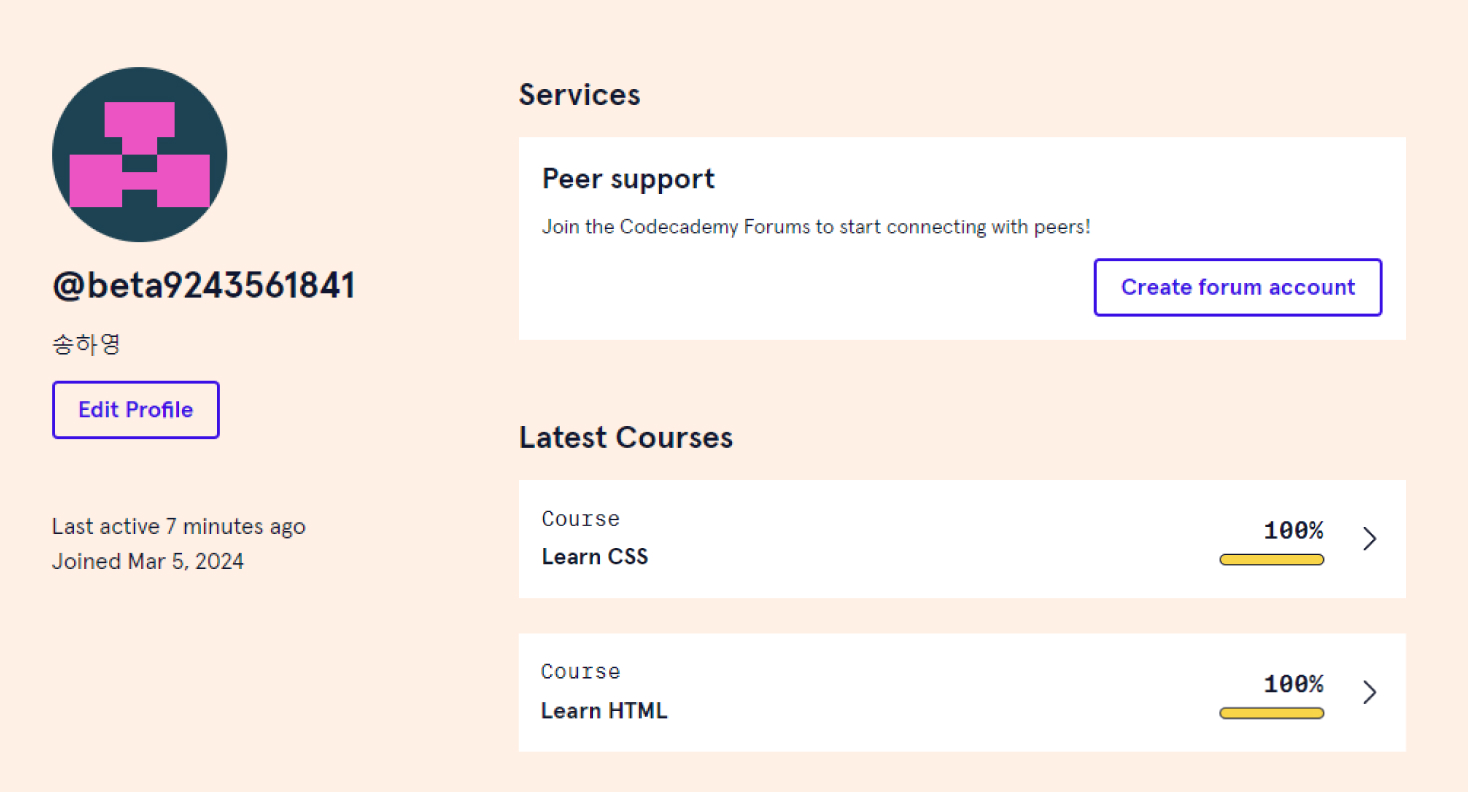 @beta9243561841
송하영
Edit Profile
Last active 7 minutes ago
Joined Mar 5, 2024
Services
Peer support
Join the Codecademy Forums to start connecting with peers!
Create forum account
Latest Courses
Course
Learn CSS
100%
Course
Learn HTML
100%